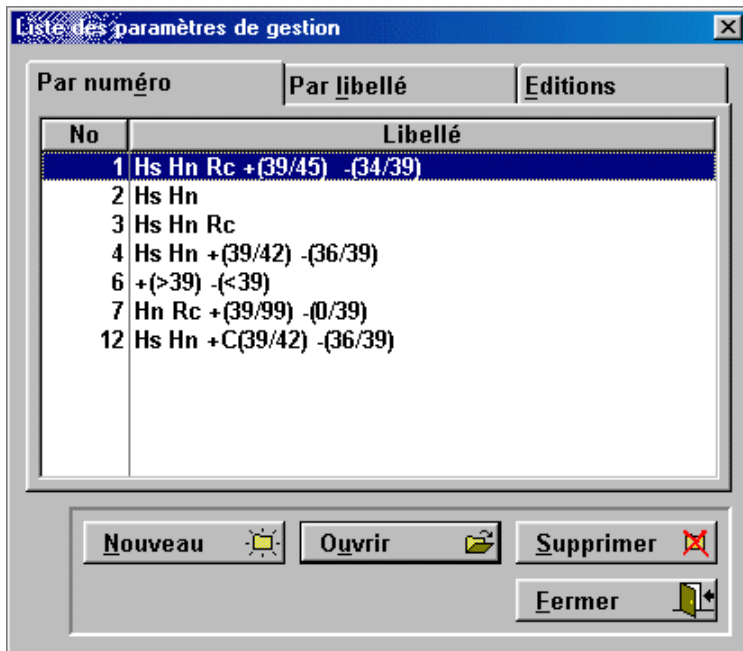 Liste des paramètres de gestion
Par numéro Par libellé Editions
No Libellé
1 Hs Hn Rc +(39/45) -(34/39)
2 Hs Hn
3 Hs Hn Rc
4 Hs Hn +(39/42) -(36/39)
6 +(>39) -(<39)
7 Hn Rc +(39/99) -(0/39)
12 Hs Hn +C(39/42) -(36/39)
Nouveau Ouvrir Supprimer
Fermer